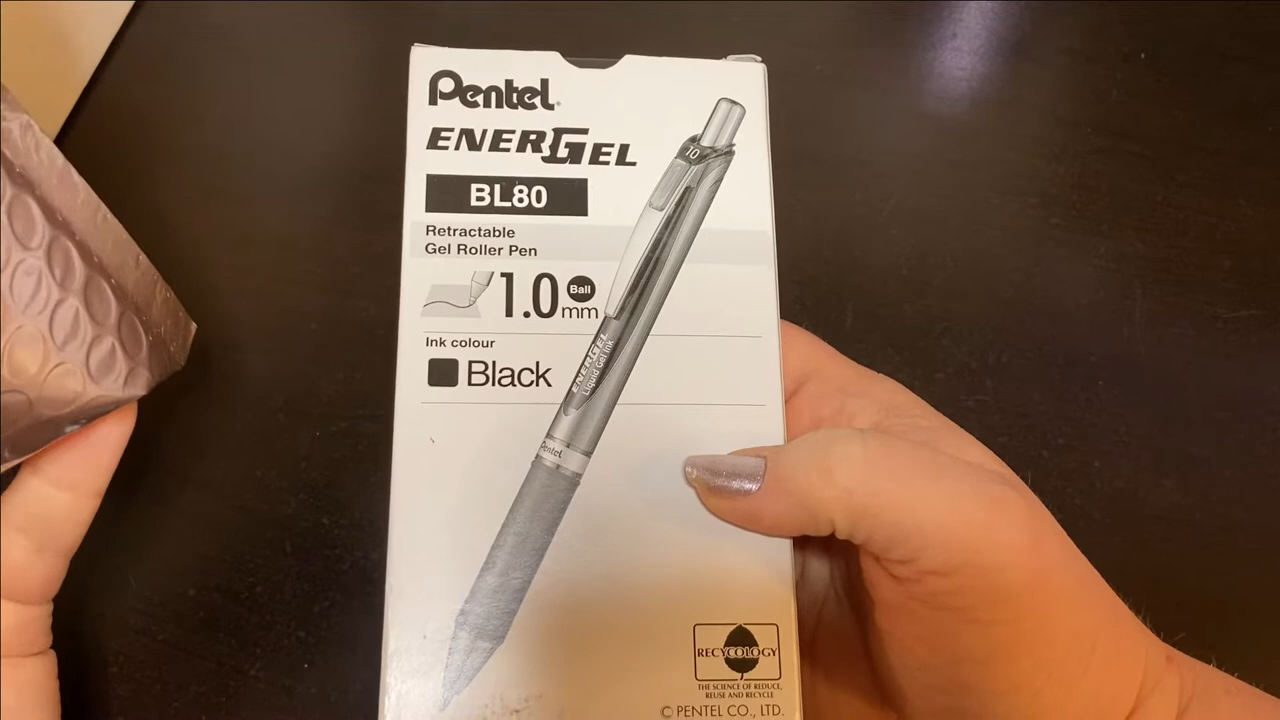 Pentel®
ENERGEL
BL80
Retractable
Gel Roller Pen
1.0 mm Ball
Ink colour
Black
10
ENERGEL
Liquid Gel Ink
Pentel
RECYCOLOGY
THE SCIENCE OF REDUCE,
REUSE AND RECYCLE
© PENTEL CO., LTD.